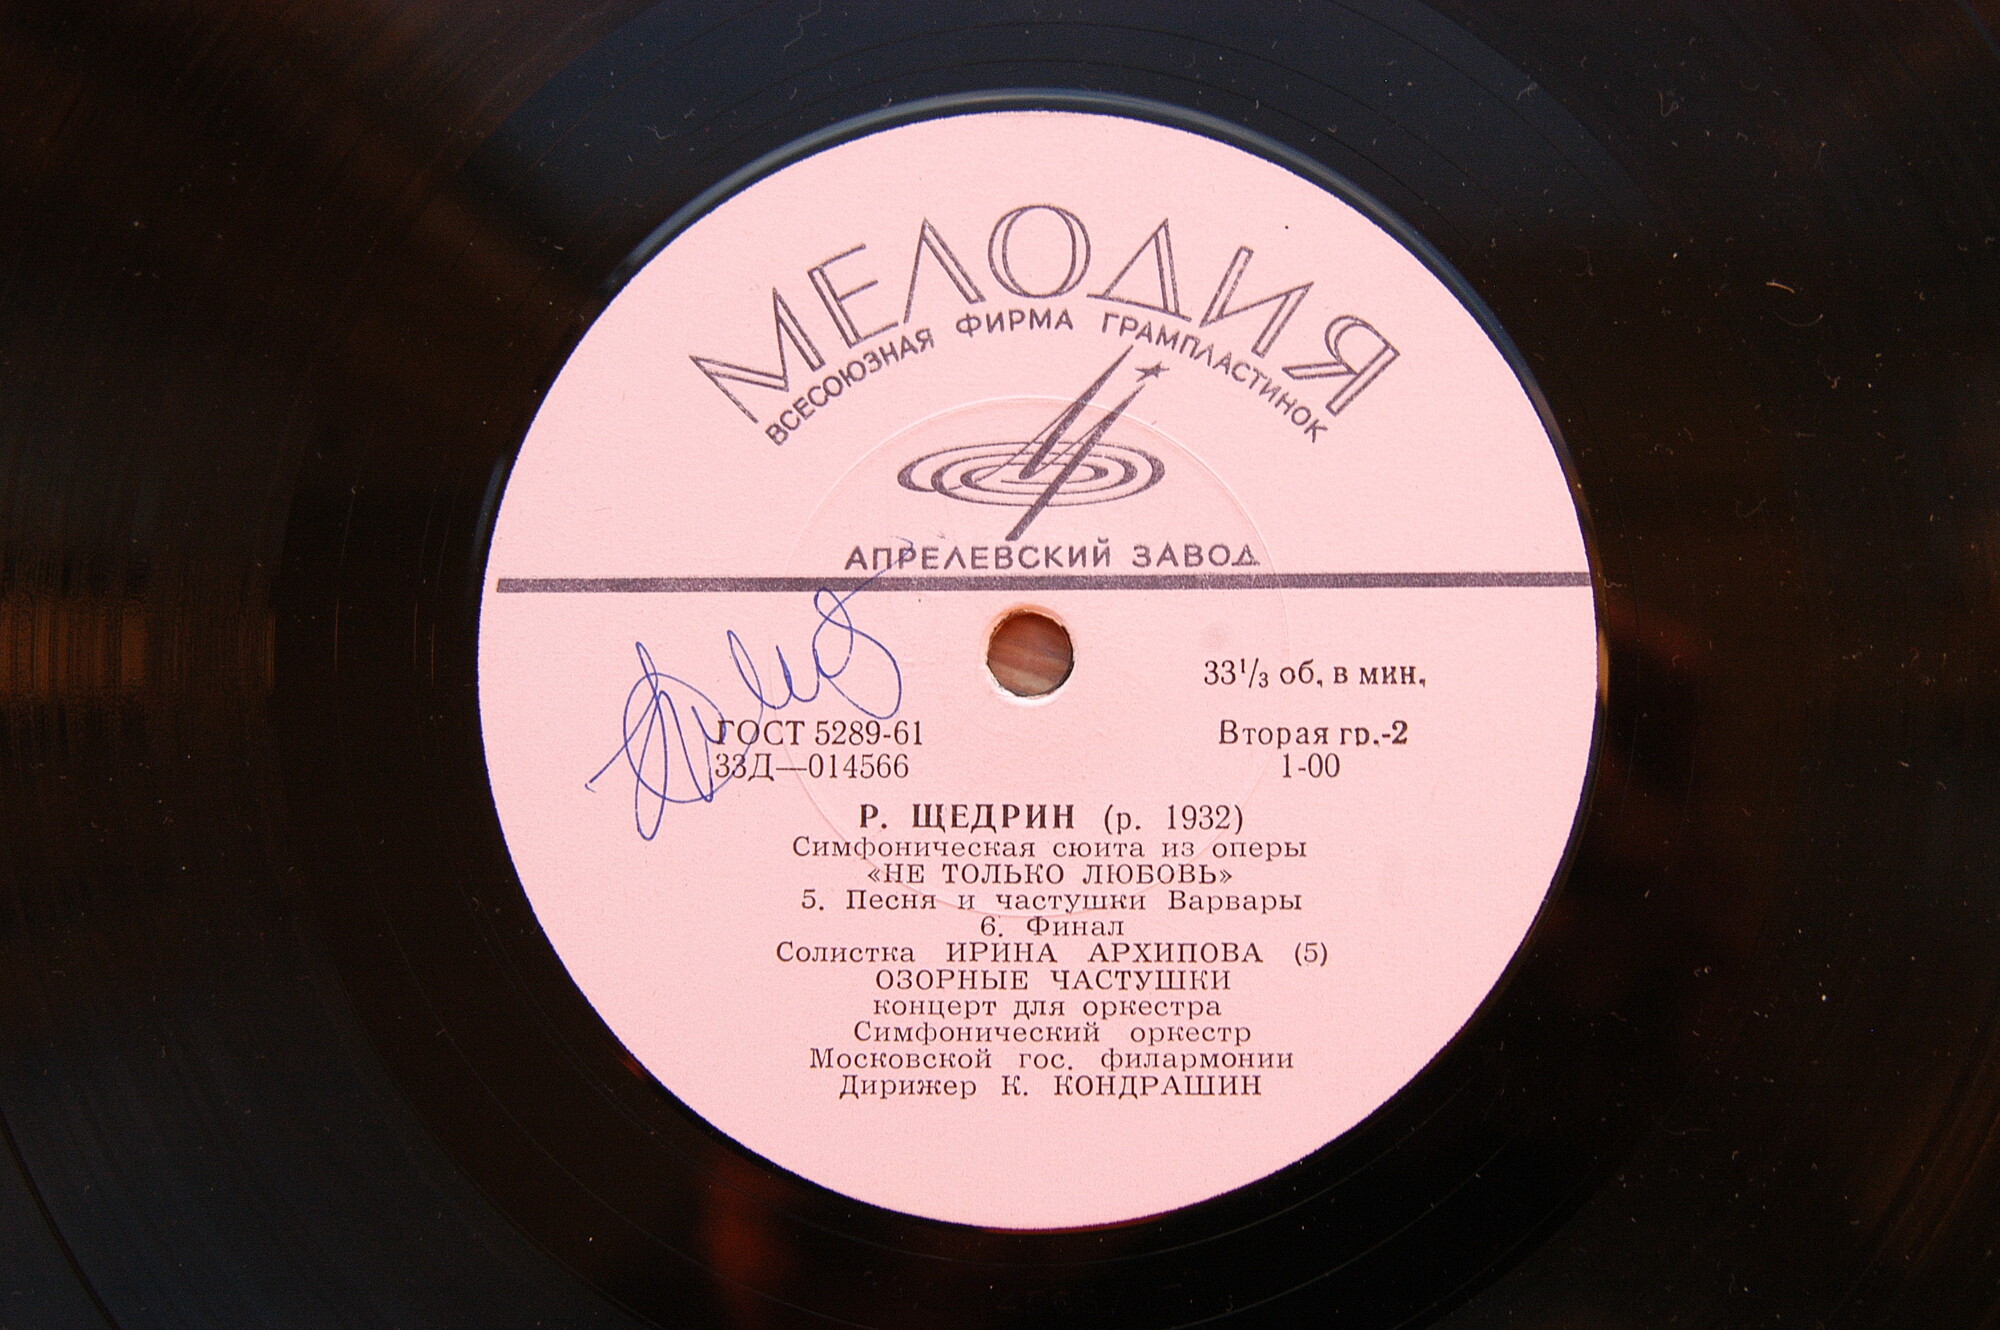 МЕЛОДИЯ
ВСЕСОЮЗНАЯ ФИРМА ГРАМПЛАСТИНОК
АПРЕЛЕВСКИЙ ЗАВОД
33 1/3 об. в мин.
ГОСТ 5289-61 Вторая гр.-2
33Д—014566 1-00
Р. ЩЕДРИН (р. 1932)
Симфоническая сюита из оперы
«НЕ ТОЛЬКО ЛЮБОВЬ»
5. Песня и частушки Варвары
6. Финал
Солистка ИРИНА АРХИПОВА (5)
ОЗОРНЫЕ ЧАСТУШКИ
концерт для оркестра
Симфонический оркестр
Московской гос. филармонии
Дирижер К. КОНДРАШИН